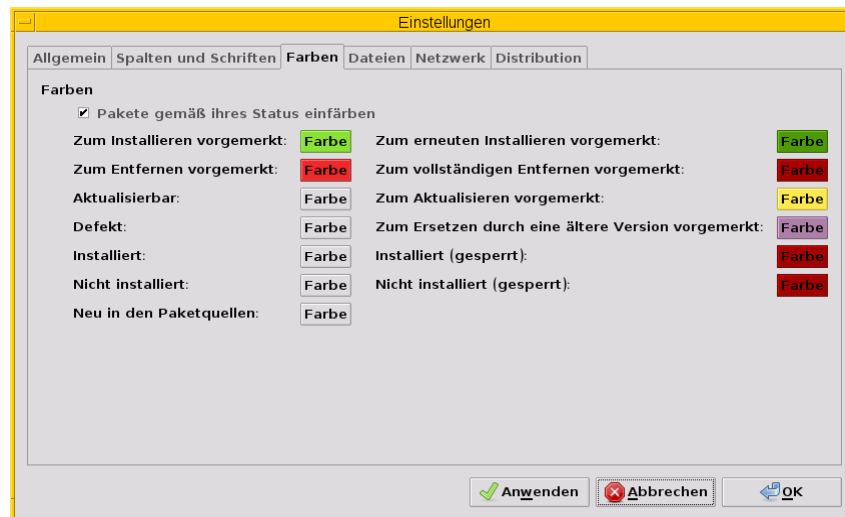 Einstellungen
Allgemein Spalten und Schriften Farben Dateien Netzwerk Distribution
Farben
Pakete gemäß ihres Status einfärben
Zum Installieren vorgemerkt: Farbe Zum erneuten Installieren vorgemerkt: Farbe
Zum Entfernen vorgemerkt: Farbe Zum vollständigen Entfernen vorgemerkt: Farbe
Aktualisierbar: Farbe Zum Aktualisieren vorgemerkt: Farbe
Defekt: Farbe Zum Ersetzen durch eine ältere Version vorgemerkt: Farbe
Installiert: Farbe Installiert (gesperrt): Farbe
Nicht installiert: Farbe Nicht installiert (gesperrt): Farbe
Neu in den Paketquellen: Farbe
Anwenden Abbrechen OK